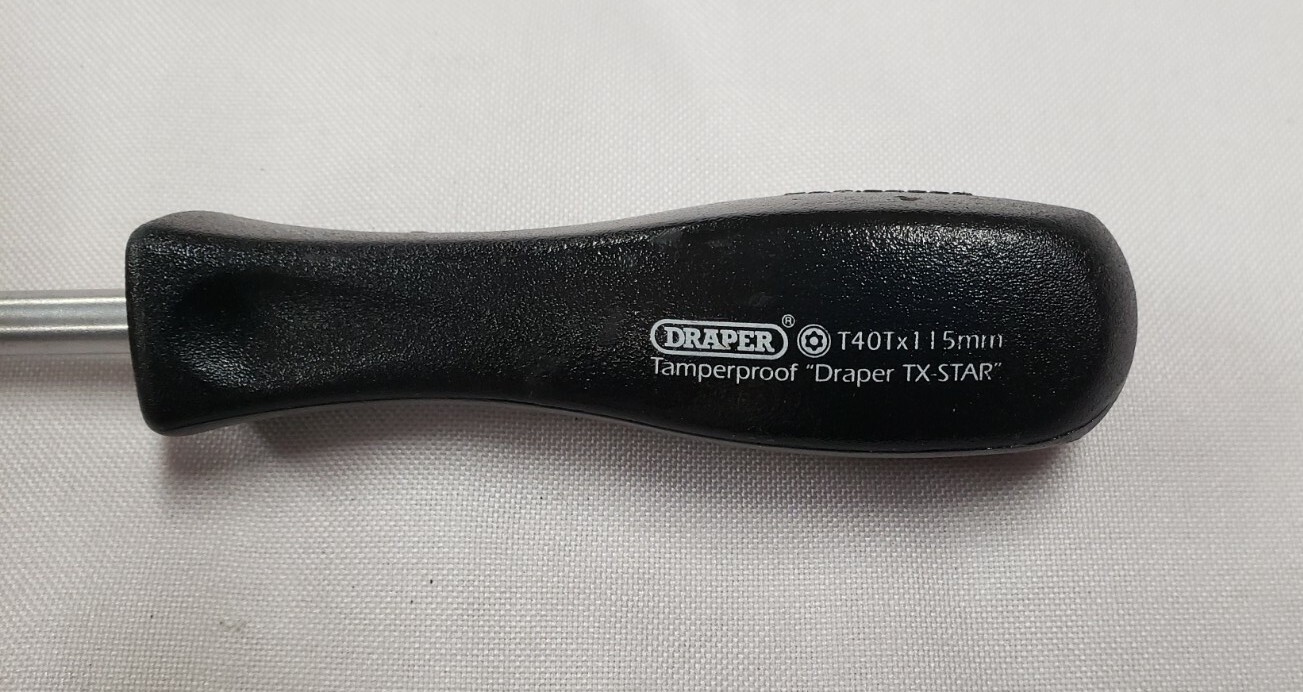 DRAPER® T40Tx115mm
Tamperproof "Draper TX-STAR"